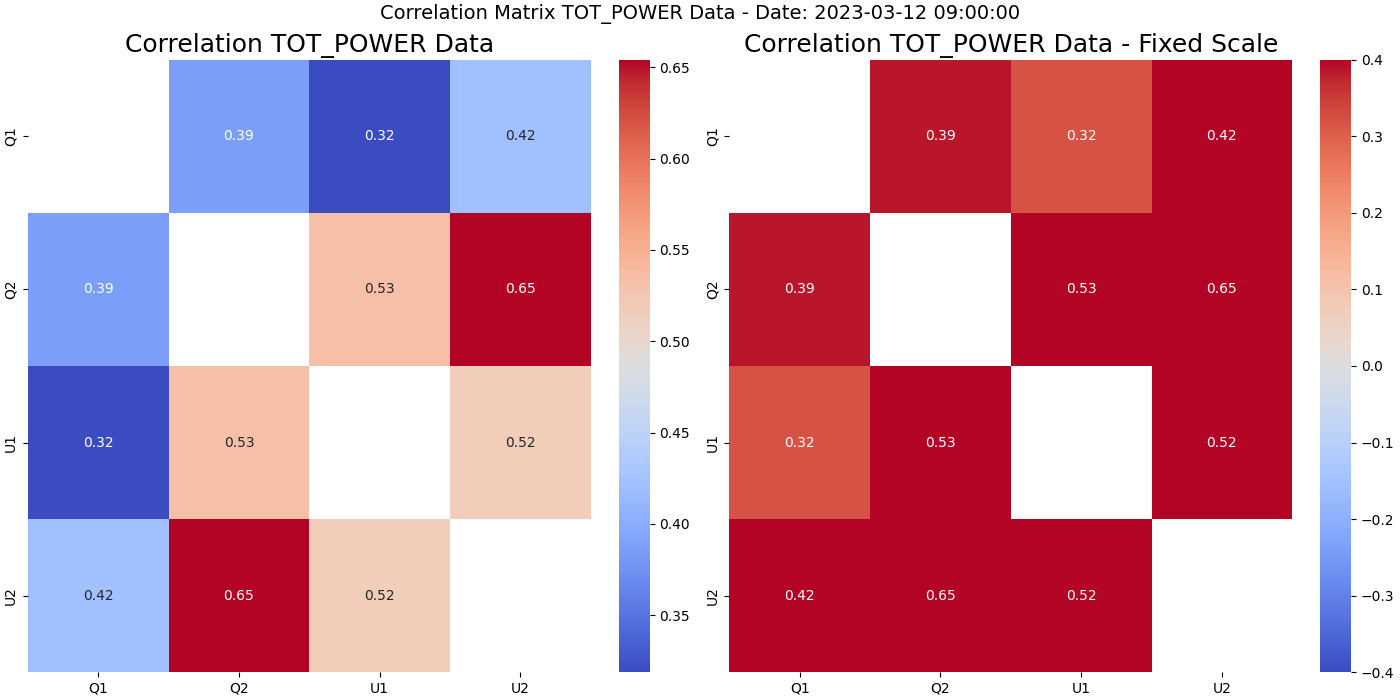 Correlation Matrix TOT_POWER Data - Date: 2023-03-12 09:00:00
Correlation TOT_POWER Data
Q1
0.39 0.32 0.42
Q2
0.39 0.53 0.65
U1
0.32 0.53 0.52
U2
0.42 0.65 0.52
Q1 Q2 U1 U2
0.65
0.60
0.55
0.50
0.45
0.40
0.35
Correlation TOT_POWER Data - Fixed Scale
Q1
0.39 0.32 0.42
Q2
0.39 0.53 0.65
U1
0.32 0.53 0.52
U2
0.42 0.65 0.52
Q1 Q2 U1 U2
0.4
0.3
0.2
0.1
0.0
−0.1
−0.2
−0.3
−0.4